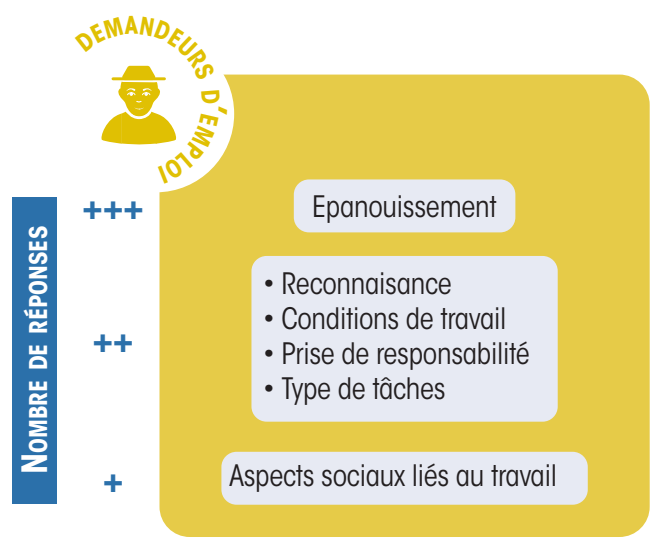 DEMANDEURS D'EMPLOI
NOMBRE DE RÉPONSES
+++
Epanouissement
++
• Reconnaisance
• Conditions de travail
• Prise de responsabilité
• Type de tâches
+
Aspects sociaux liés au travail